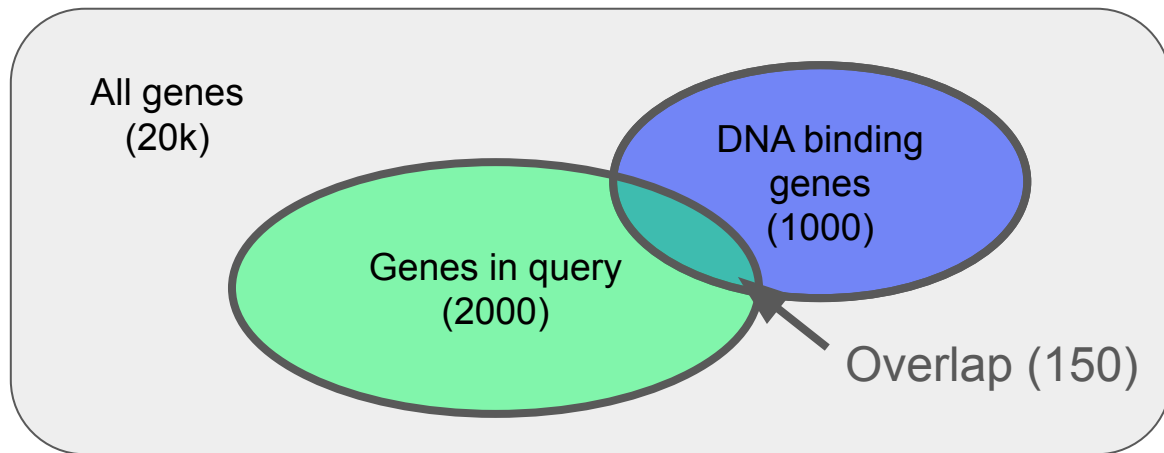 All genes
(20k)
DNA binding
genes
(1000)
Genes in query
(2000)
Overlap (150)